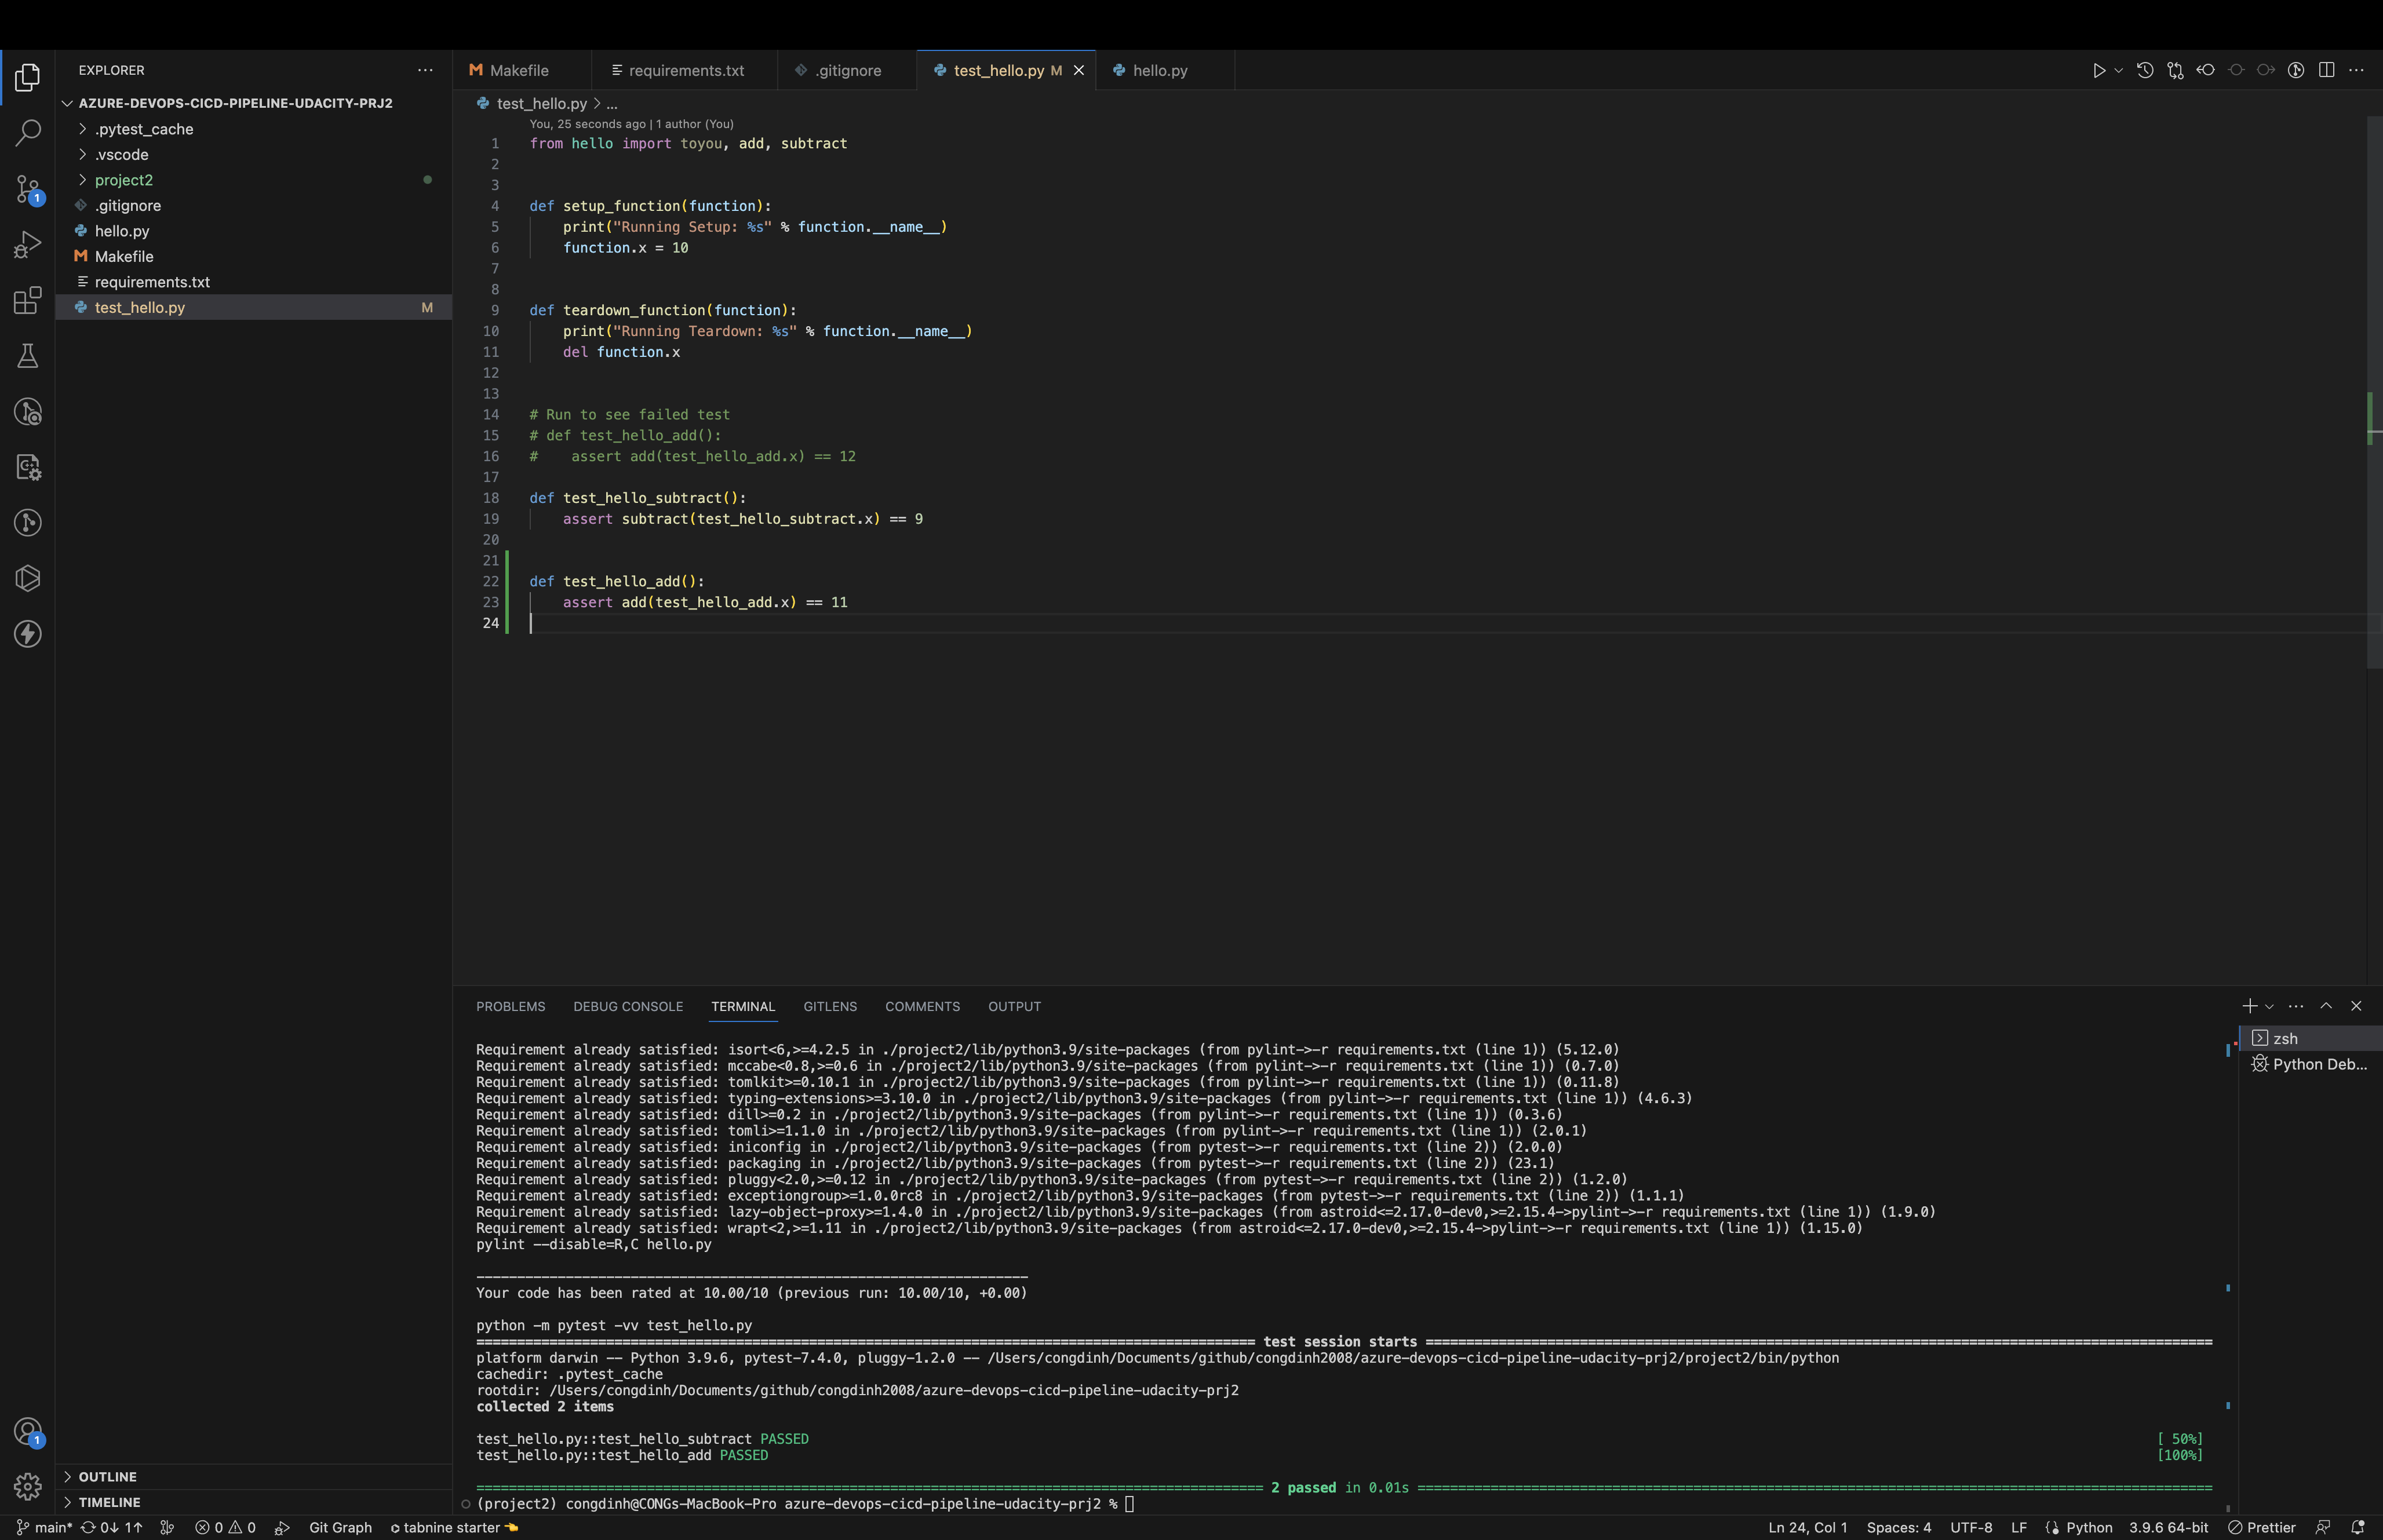 EXPLORER
AZURE-DEVOPS-CICD-PIPELINE-UDACITY-PRJ2
.pytest_cache
.vscode
project2
.gitignore
hello.py
Makefile
requirements.txt
test_hello.py M
OUTLINE
TIMELINE
1
1
Makefile requirements.txt .gitignore test_hello.py M hello.py
test_hello.py > ...
You, 25 seconds ago | 1 author (You)
1 from hello import toyou, add, subtract
2
3
4 def setup_function(function):
5     print("Running Setup: %s" % function.__name__)
6     function.x = 10
7
8
9 def teardown_function(function):
10     print("Running Teardown: %s" % function.__name__)
11     del function.x
12
13
14 # Run to see failed test
15 # def test_hello_add():
16 #    assert add(test_hello_add.x) == 12
17
18 def test_hello_subtract():
19     assert subtract(test_hello_subtract.x) == 9
20
21
22 def test_hello_add():
23     assert add(test_hello_add.x) == 11
24
PROBLEMS DEBUG CONSOLE TERMINAL GITLENS COMMENTS OUTPUT
zsh
Python Deb...
Requirement already satisfied: isort<6,>=4.2.5 in ./project2/lib/python3.9/site-packages (from pylint->-r requirements.txt (line 1)) (5.12.0)
Requirement already satisfied: mccabe<0.8,>=0.6 in ./project2/lib/python3.9/site-packages (from pylint->-r requirements.txt (line 1)) (0.7.0)
Requirement already satisfied: tomlkit>=0.10.1 in ./project2/lib/python3.9/site-packages (from pylint->-r requirements.txt (line 1)) (0.11.8)
Requirement already satisfied: typing-extensions>=3.10.0 in ./project2/lib/python3.9/site-packages (from pylint->-r requirements.txt (line 1)) (4.6.3)
Requirement already satisfied: dill>=0.2 in ./project2/lib/python3.9/site-packages (from pylint->-r requirements.txt (line 1)) (0.3.6)
Requirement already satisfied: tomli>=1.1.0 in ./project2/lib/python3.9/site-packages (from pylint->-r requirements.txt (line 1)) (2.0.1)
Requirement already satisfied: iniconfig in ./project2/lib/python3.9/site-packages (from pytest->-r requirements.txt (line 2)) (2.0.0)
Requirement already satisfied: packaging in ./project2/lib/python3.9/site-packages (from pytest->-r requirements.txt (line 2)) (23.1)
Requirement already satisfied: pluggy<2.0,>=0.12 in ./project2/lib/python3.9/site-packages (from pytest->-r requirements.txt (line 2)) (1.2.0)
Requirement already satisfied: exceptiongroup>=1.0.0rc8 in ./project2/lib/python3.9/site-packages (from pytest->-r requirements.txt (line 2)) (1.1.1)
Requirement already satisfied: lazy-object-proxy>=1.4.0 in ./project2/lib/python3.9/site-packages (from astroid<=2.17.0-dev0,>=2.15.4->pylint->-r requirements.txt (line 1)) (1.9.0)
Requirement already satisfied: wrapt<2,>=1.11 in ./project2/lib/python3.9/site-packages (from astroid<=2.17.0-dev0,>=2.15.4->pylint->-r requirements.txt (line 1)) (1.15.0)
pylint --disable=R,C hello.py
--------------------------------------------------------------------
Your code has been rated at 10.00/10 (previous run: 10.00/10, +0.00)
python -m pytest -vv test_hello.py
=============== test session starts ===============
platform darwin -- Python 3.9.6, pytest-7.4.0, pluggy-1.2.0 -- /Users/congdinh/Documents/github/congdinh2008/azure-devops-cicd-pipeline-udacity-prj2/project2/bin/python
cachedir: .pytest_cache
rootdir: /Users/congdinh/Documents/github/congdinh2008/azure-devops-cicd-pipeline-udacity-prj2
collected 2 items
test_hello.py::test_hello_subtract PASSED [ 50%]
test_hello.py::test_hello_add PASSED [100%]
=============== 2 passed in 0.01s ===============
(project2) congdinh@CONGs-MacBook-Pro azure-devops-cicd-pipeline-udacity-prj2 %
main* 0↓ 1↑ 0 0 Git Graph tabnine starter Ln 24, Col 1 Spaces: 4 UTF-8 LF Python 3.9.6 64-bit Prettier